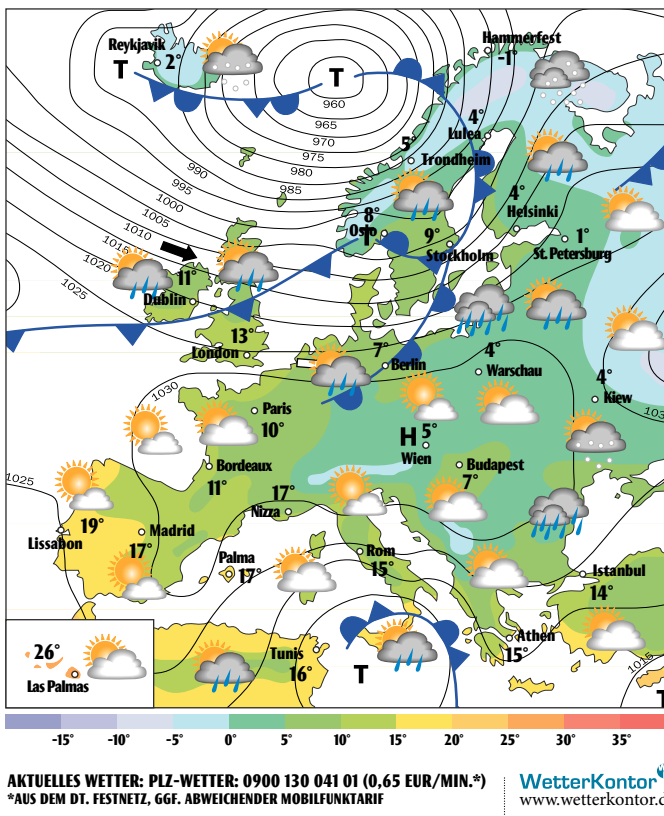 Hammerfest
-1°
Reykjavik
2°
T
T
960
965
970
975
980
985
990
995
1000
1005
1010
1015
1020
1025
4°
Lulea
5°
Trondheim
8°
Oslo
T
9°
Stockholm
4°
Helsinki
1°
St. Petersburg
11°
Dublin
13°
London
7°
Berlin
4°
Warschau
4°
Kiew
1030
103
Paris
10°
H 5°
Wien
Bordeaux
11°
Budapest
7°
1025
17°
Nizza
19°
Lissabon
Madrid
17°
Palma
17°
Rom
15°
Istanbul
14°
Athen
15°
Tunis
16°
T
1015
T
26°
Las Palmas
-15° -10° -5° 0° 5° 10° 15° 20° 25° 30° 35°
AKTUELLES WETTER: PLZ-WETTER: 0900 130 041 01 (0,65 EUR/MIN.*)
*AUS DEM DT. FESTNETZ, GGF. ABWEICHENDER MOBILFUNKTARIF
WetterKontor
www.wetterkontor.d